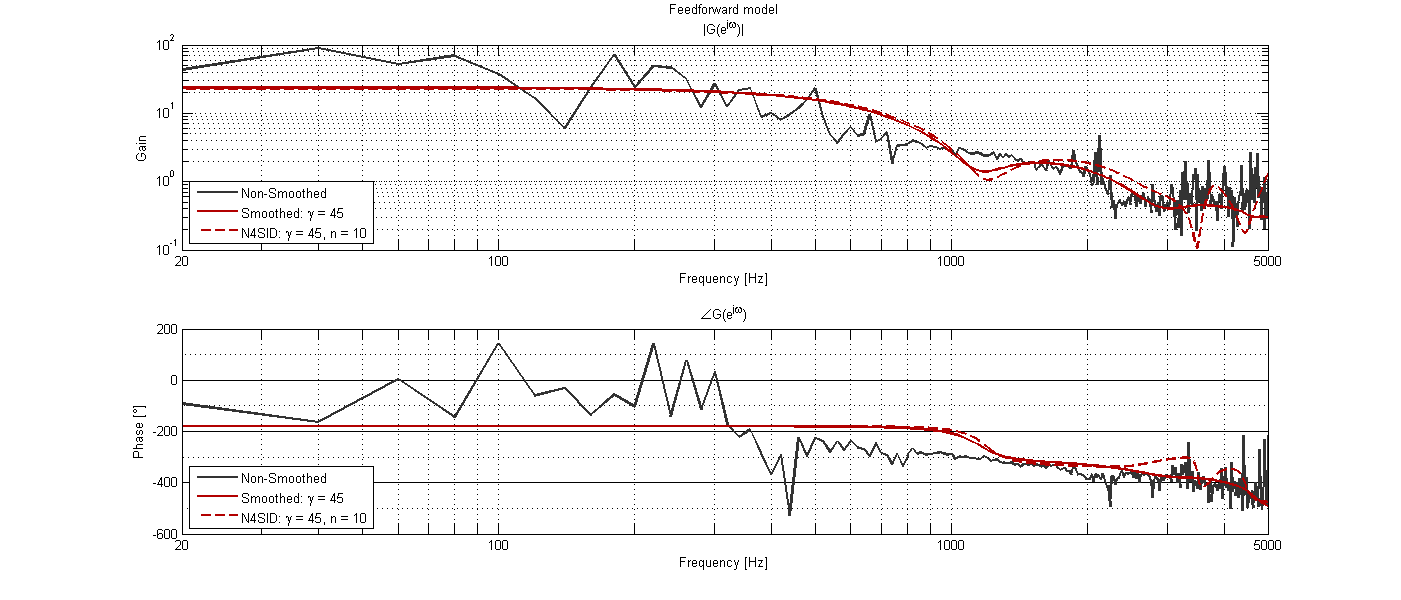 Feedforward model
|G(e^{iω})|
Gain
10^2
10^1
10^0
10^-1
Non-Smoothed
Smoothed: γ = 45
N4SID: γ = 45, n = 10
20 100 1000 5000
Frequency [Hz]
∠G(e^{iω})
Phase [°]
200
0
-200
-400
-600
Non-Smoothed
Smoothed: γ = 45
N4SID: γ = 45, n = 10
20 100 1000 5000
Frequency [Hz]